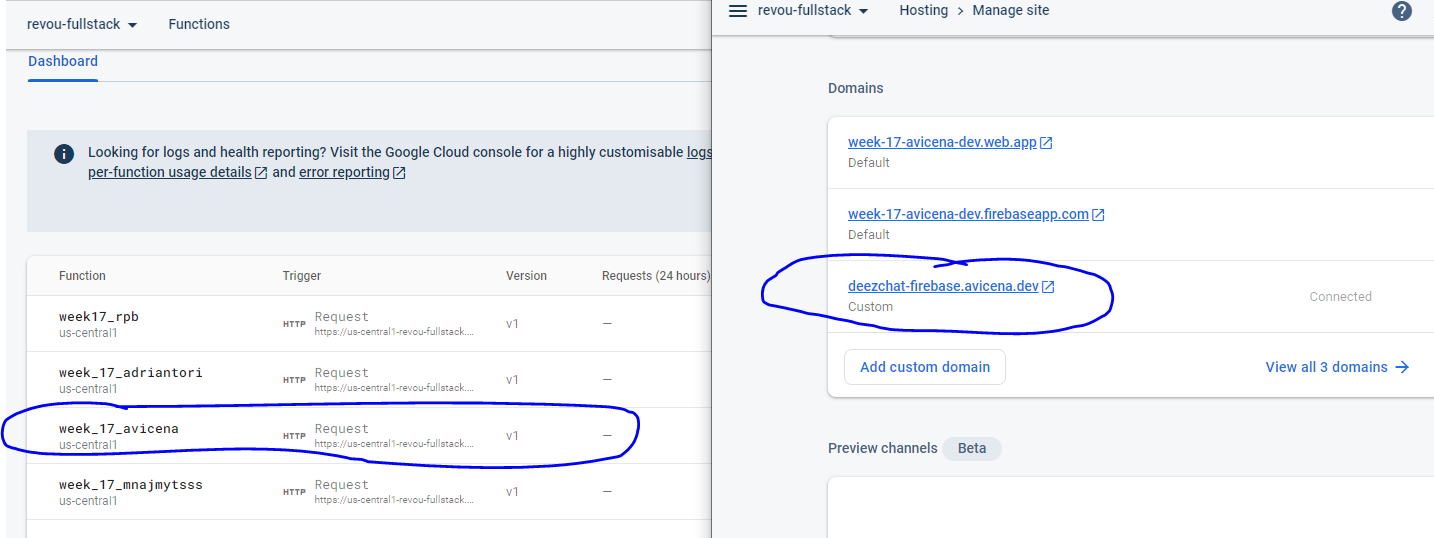 revou-fullstack Functions
Dashboard
Looking for logs and health reporting? Visit the Google Cloud console for a highly customisable logs
per-function usage details and error reporting
Function Trigger Version Requests (24 hours)
week17_rpb HTTP Request v1 —
us-central1 https://us-central1-revou-fullstack....
week_17_adriantori HTTP Request v1 —
us-central1 https://us-central1-revou-fullstack....
week_17_avicena HTTP Request v1 —
us-central1 https://us-central1-revou-fullstack....
week_17_mnajmytsss HTTP Request v1 —
us-central1 https://us-central1-revou-fullstack....
revou-fullstack Hosting > Manage site ?
Domains
week-17-avicena-dev.web.app
Default
week-17-avicena-dev.firebaseapp.com
Default
deezchat-firebase.avicena.dev
Custom Connected
Add custom domain View all 3 domains →
Preview channels Beta